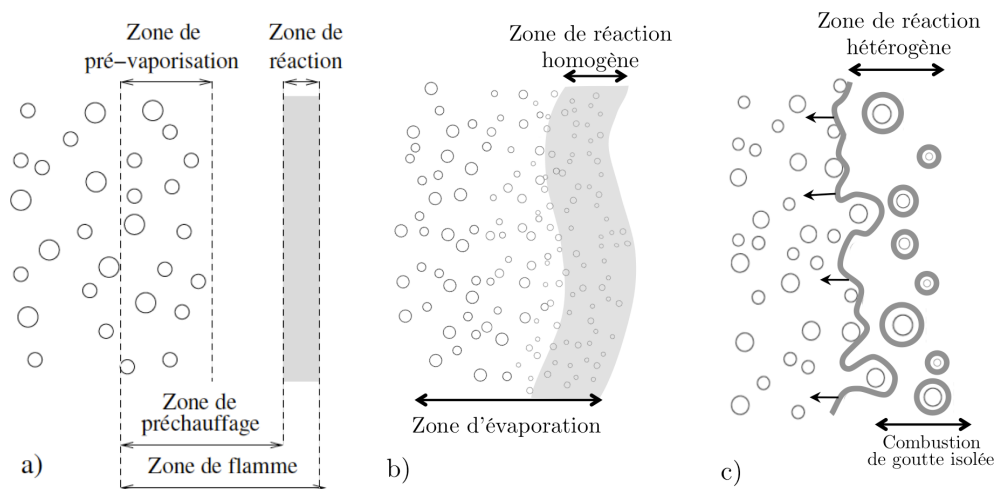 Zone de
pré-vaporisation
Zone de
réaction
Zone de
préchauffage
Zone de flamme
a)
Zone de réaction
homogène
Zone d'évaporation
b)
Zone de réaction
hétérogène
Combustion
de goutte isolée
c)